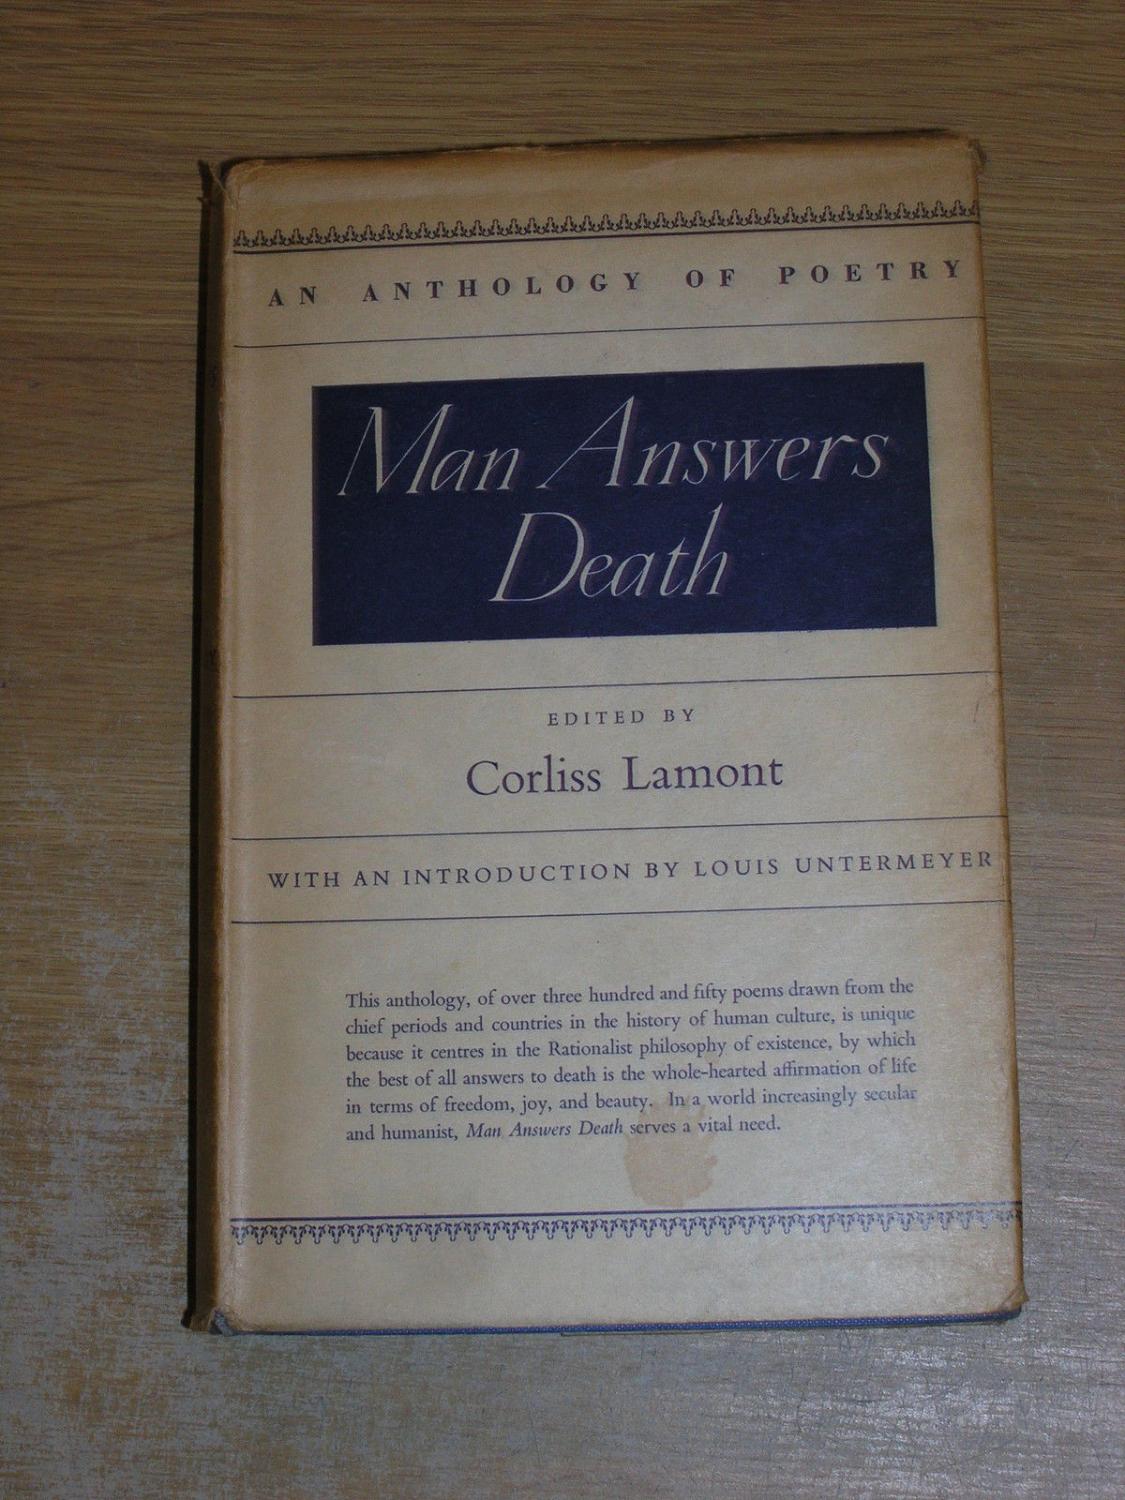 AN ANTHOLOGY OF POETRY
Man Answers
Death
EDITED BY
Corliss Lamont
WITH AN INTRODUCTION BY LOUIS UNTERMEYER
This anthology, of over three hundred and fifty poems drawn from the
chief periods and countries in the history of human culture, is unique
because it centres in the Rationalist philosophy of existence, by which
the best of all answers to death is the whole-hearted affirmation of life
in terms of freedom, joy, and beauty. In a world increasingly secular
and humanist, Man Answers Death serves a vital need.